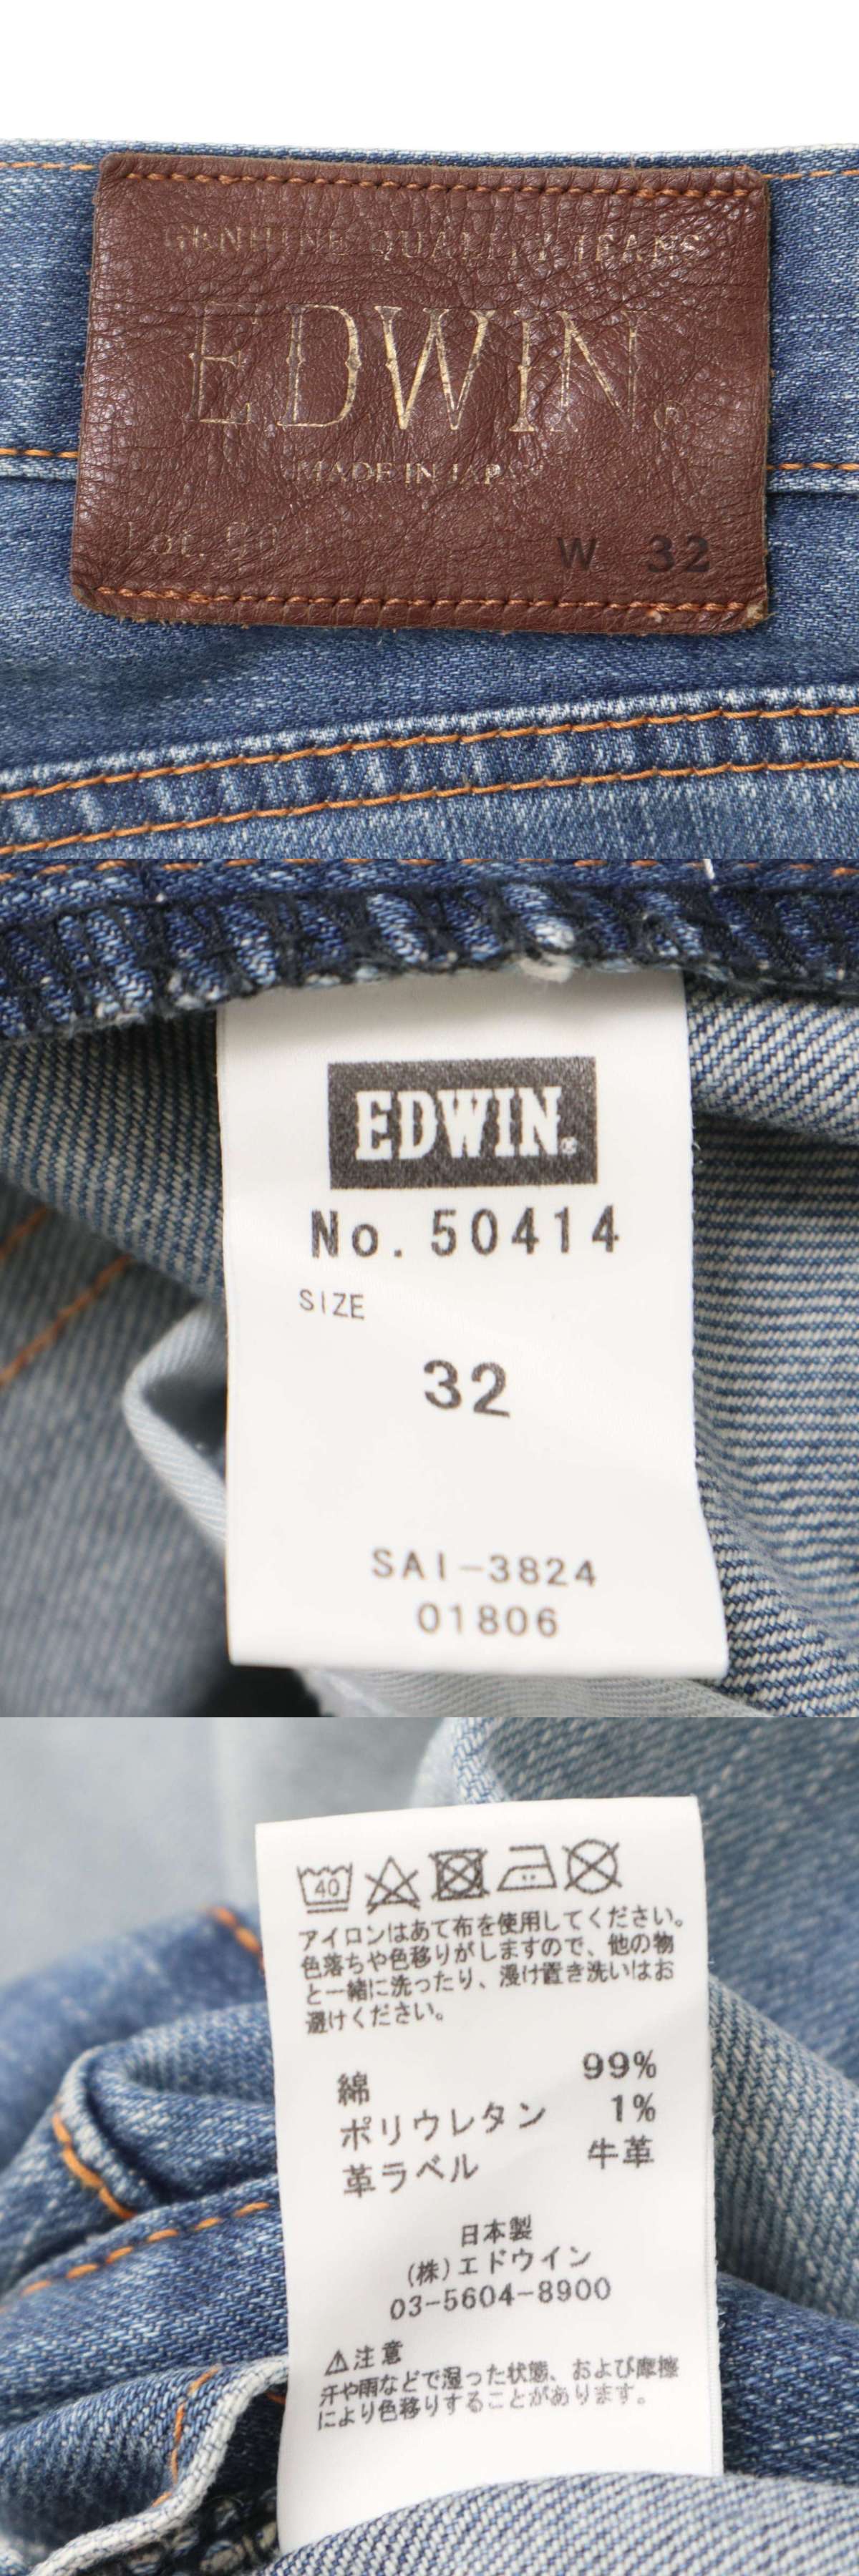 GENUINE QUALITY JEANS
EDWIN®
MADE IN JAPAN
Lot.
W 32
EDWIN®
No. 50414
SIZE
32
SAI-3824
01806
40
アイロンはあて布を使用してください。
色落ちや色移りがしますので、他の物
と一緒に洗ったり、浸け置き洗いはお
避けください。
綿 99%
ポリウレタン 1%
革ラベル 牛革
日本製
(株)エドウイン
03-5604-8900
⚠注意
汗や雨などで湿った状態、および摩擦
により色移りすることがあります。